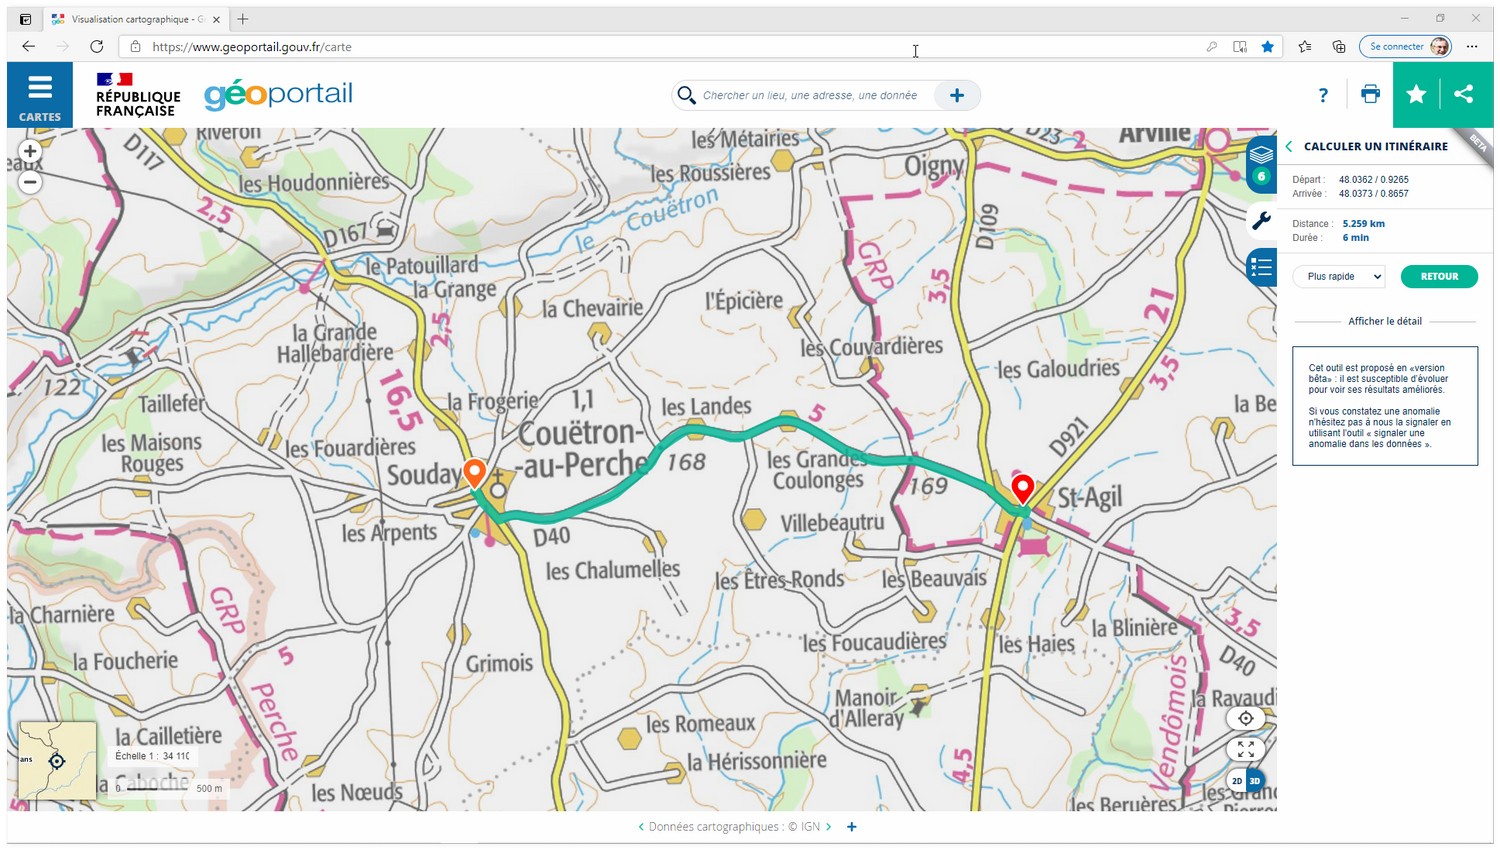 Visualisation cartographique - G
https://www.geoportail.gouv.fr/carte
Se connecter
CARTES
RÉPUBLIQUE
FRANÇAISE
géoportail
Chercher un lieu, une adresse, une donnée
?
BETA
CALCULER UN ITINÉRAIRE
Départ : 48.0362 / 0.9265
Arrivée : 48.0373 / 0.8657
Distance : 5.259 km
Durée : 6 min
Plus rapide
RETOUR
Afficher le détail
Cet outil est proposé en «version
bêta» : il est susceptible d'évoluer
pour voir ses résultats améliorés.
Si vous constatez une anomalie
n'hésitez pas à nous la signaler en
utilisant l'outil « signaler une
anomalie dans les données ».
6
Riveron
D117
les Métairies
D923
2
Arville
eaux
les Houdonnières
les Roussières
Oigny
2,5
le Couëtron
D167
D109
le Patouillard
la Grange
GRP
3,5
la Chevairie
l'Épicière
21
la Grande
Hallebardière
2,5
les Couvardières
les Galoudries
3,5
122
Taillefer
16,5
la Frogerie
1,1
les Landes
5
la Be
les Maisons
Rouges
les Fouardières
Couëtron-
-au-Perche
168
les Grandes
Coulonges
D921
Souday
169
St-Agil
les Arpents
D40
Villebeautru
les Chalumelles
les Êtres-Ronds
les Beauvais
la Charnière
GRP
3,5
les Foucaudières
les Haies
la Blinière
la Foucherie
5
Grimois
D40
Perche
Manoir
d'Alleray
Vendômois
la Ravaudi
la Cailletière
les Romeaux
ans
Échelle 1 : 34 110
la Hérissonnière
4,5
2D
3D
la Caboche
0
500 m
les Nœuds
les Beruères
les Gran
Données cartographiques : © IGN